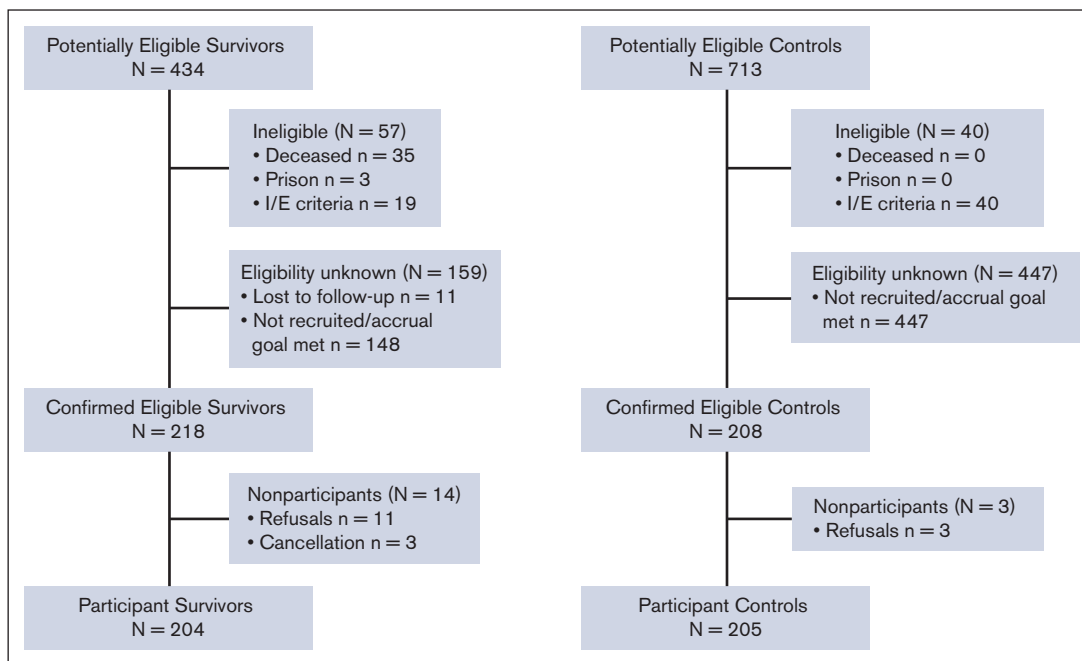 Potentially Eligible Survivors
N = 434
Ineligible (N = 57)
• Deceased n = 35
• Prison n = 3
• I/E criteria n = 19
Eligibility unknown (N = 159)
• Lost to follow-up n = 11
• Not recruited/accrual
goal met n = 148
Confirmed Eligible Survivors
N = 218
Nonparticipants (N = 14)
• Refusals n = 11
• Cancellation n = 3
Participant Survivors
N = 204
Potentially Eligible Controls
N = 713
Ineligible (N = 40)
• Deceased n = 0
• Prison n = 0
• I/E criteria n = 40
Eligibility unknown (N = 447)
• Not recruited/accrual goal
met n = 447
Confirmed Eligible Controls
N = 208
Nonparticipants (N = 3)
• Refusals n = 3
Participant Controls
N = 205